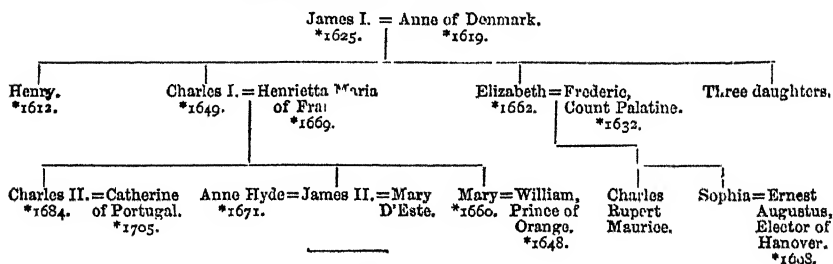 James I. = Anne of Denmark.
*1625. *1619.
Henry. Charles I. = Henrietta Maria Elizabeth = Frederic, Three daughters.
*1612. *1649. of Fra *1662. Count Palatine.
*1669. *1632.
Charles II. = Catherine Anne Hyde = James II. = Mary Mary = William, Charles Sophia = Ernest
*1684. of Portugal. *1671. D'Este. *1660. Prince of Rupert Augustus,
*1705. Orange. Maurice. Elector of
*1648. Hanover.